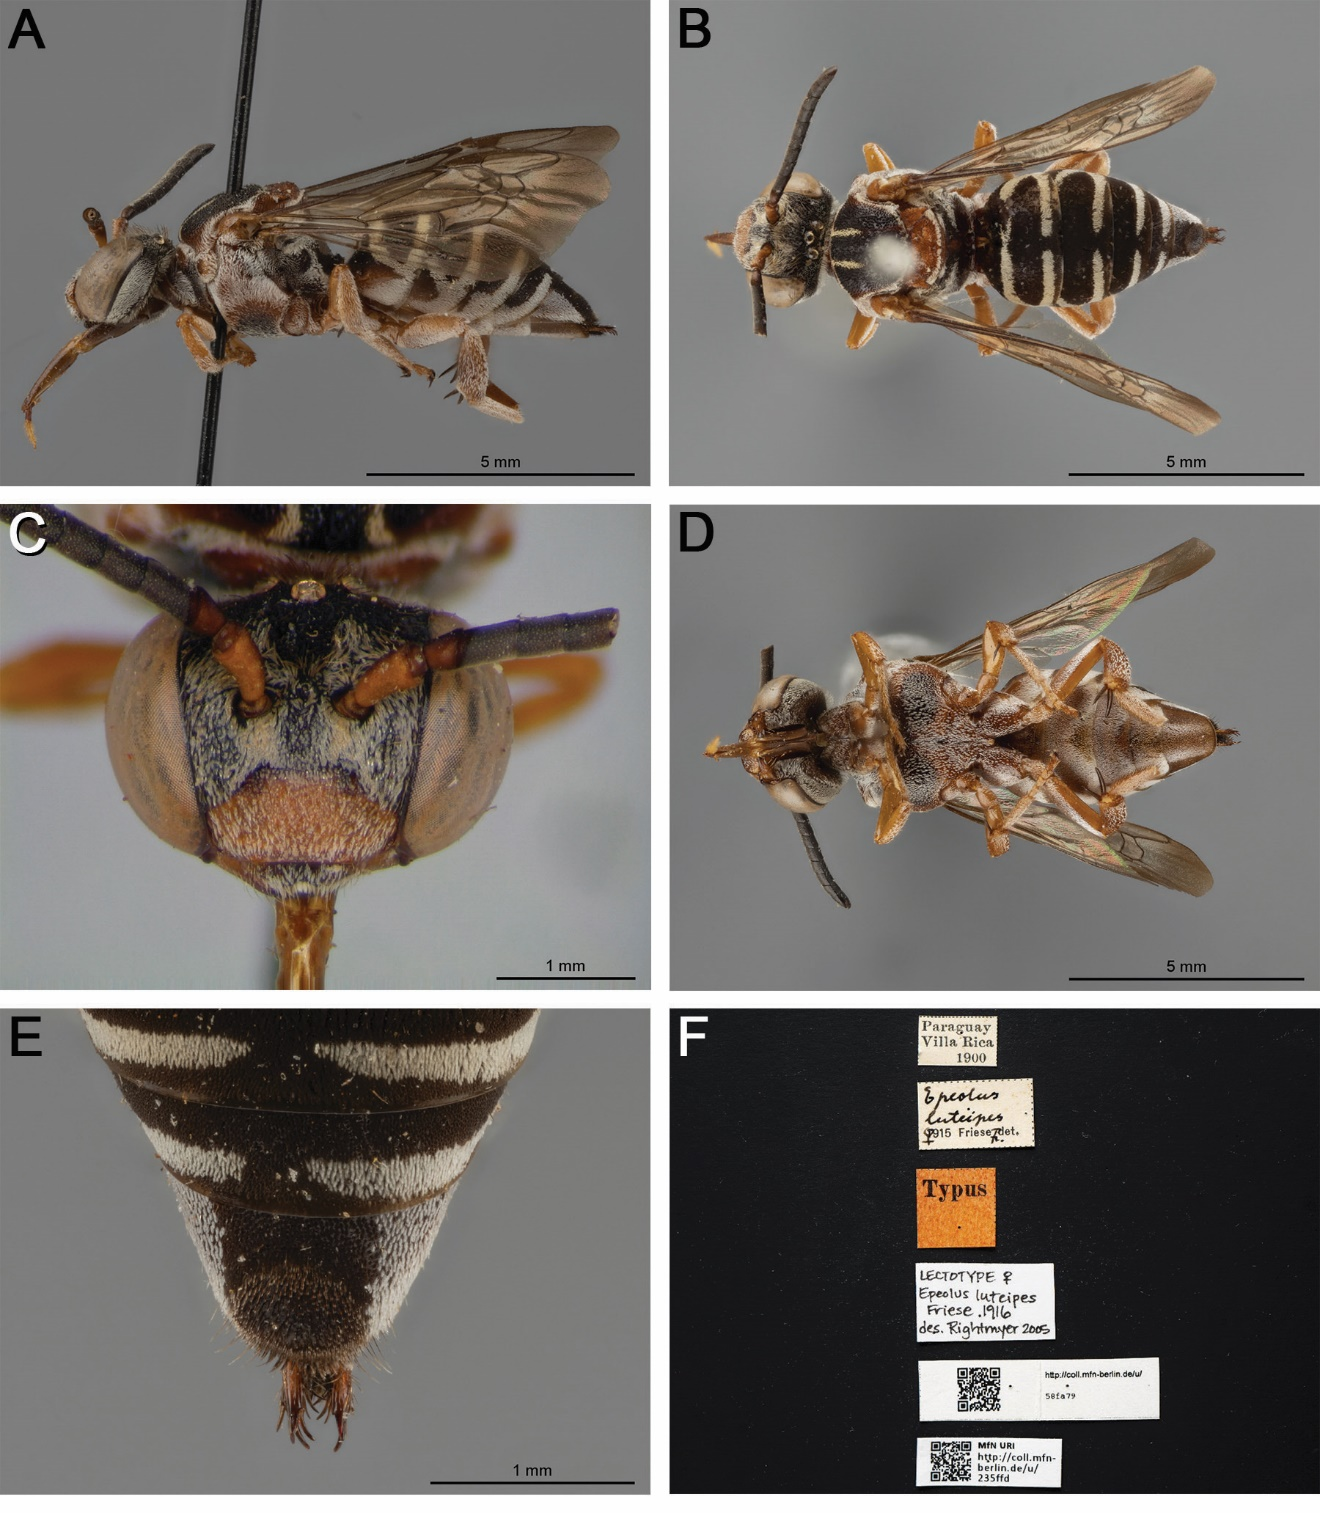 A
B
5 mm
5 mm
C
D
1 mm
5 mm
E
F
1 mm
Paraguay
Villa Rica
1900
Epeolus
luteipes
♀ 1915 Friese det.
Fr.
Typus
LECTOTYPE ♀
Epeolus luteipes
Friese, 1916
des. Rightmyer 2005
http://coll.mfn-berlin.de/u/
58fa79
MfN URI
http://coll.mfn-
berlin.de/u/
235ffd